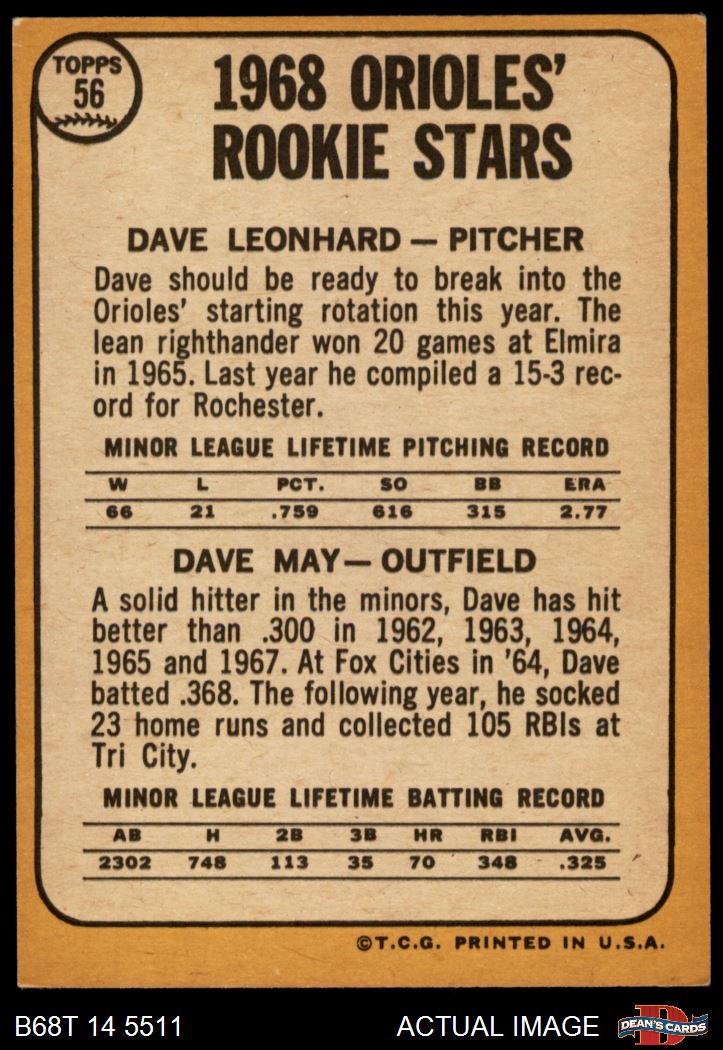 TOPPS
56
1968 ORIOLES'
ROOKIE STARS
DAVE LEONHARD — PITCHER
Dave should be ready to break into the
Orioles' starting rotation this year. The
lean righthander won 20 games at Elmira
in 1965. Last year he compiled a 15-3 rec-
ord for Rochester.
MINOR LEAGUE LIFETIME PITCHING RECORD
W L PCT. SO BB ERA
66 21 .759 616 315 2.77
DAVE MAY — OUTFIELD
A solid hitter in the minors, Dave has hit
better than .300 in 1962, 1963, 1964,
1965 and 1967. At Fox Cities in '64, Dave
batted .368. The following year, he socked
23 home runs and collected 105 RBIs at
Tri City.
MINOR LEAGUE LIFETIME BATTING RECORD
AB H 2B 3B HR RBI AVG.
2302 748 113 35 70 348 .325
©T.C.G. PRINTED IN U.S.A.
B68T 14 5511 ACTUAL IMAGE D DEAN'S CARDS